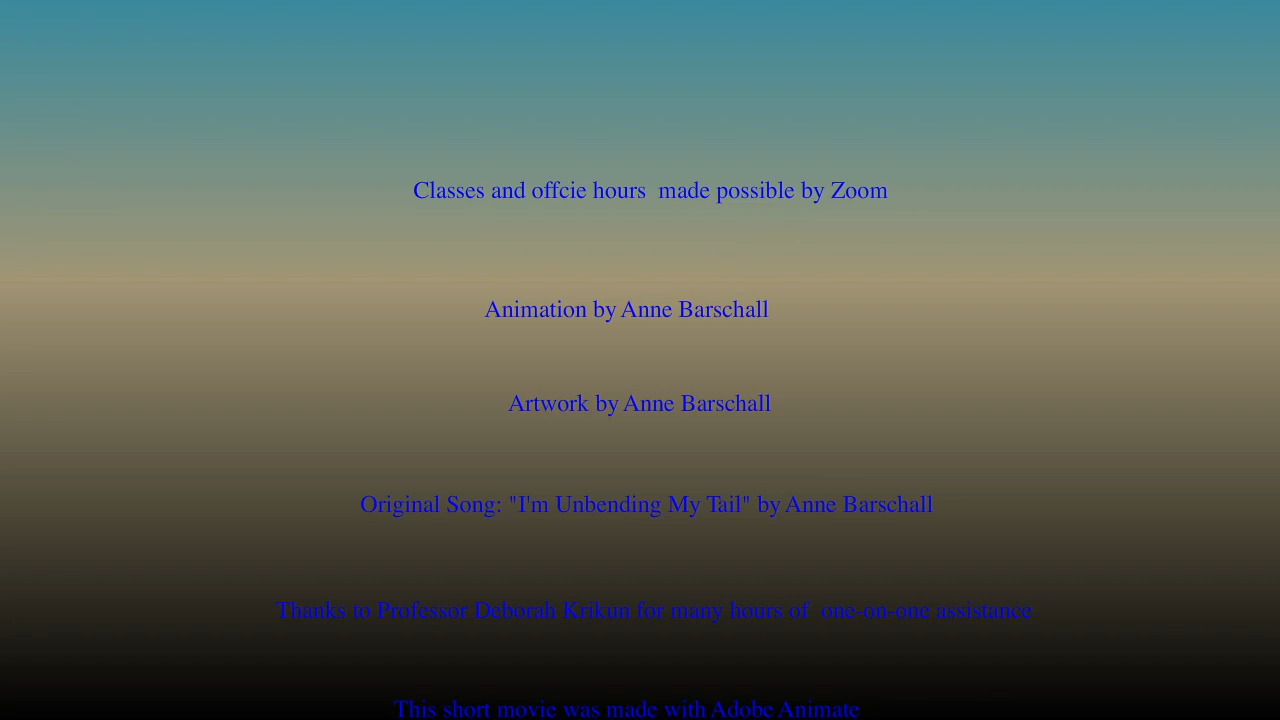 Classes and offcie hours  made possible by Zoom
Animation by Anne Barschall
Artwork by Anne Barschall
Original Song: "I'm Unbending My Tail" by Anne Barschall
Thanks to Professor Deborah Krikun for many hours of  one-on-one assistance
This short movie was made with Adobe Animate